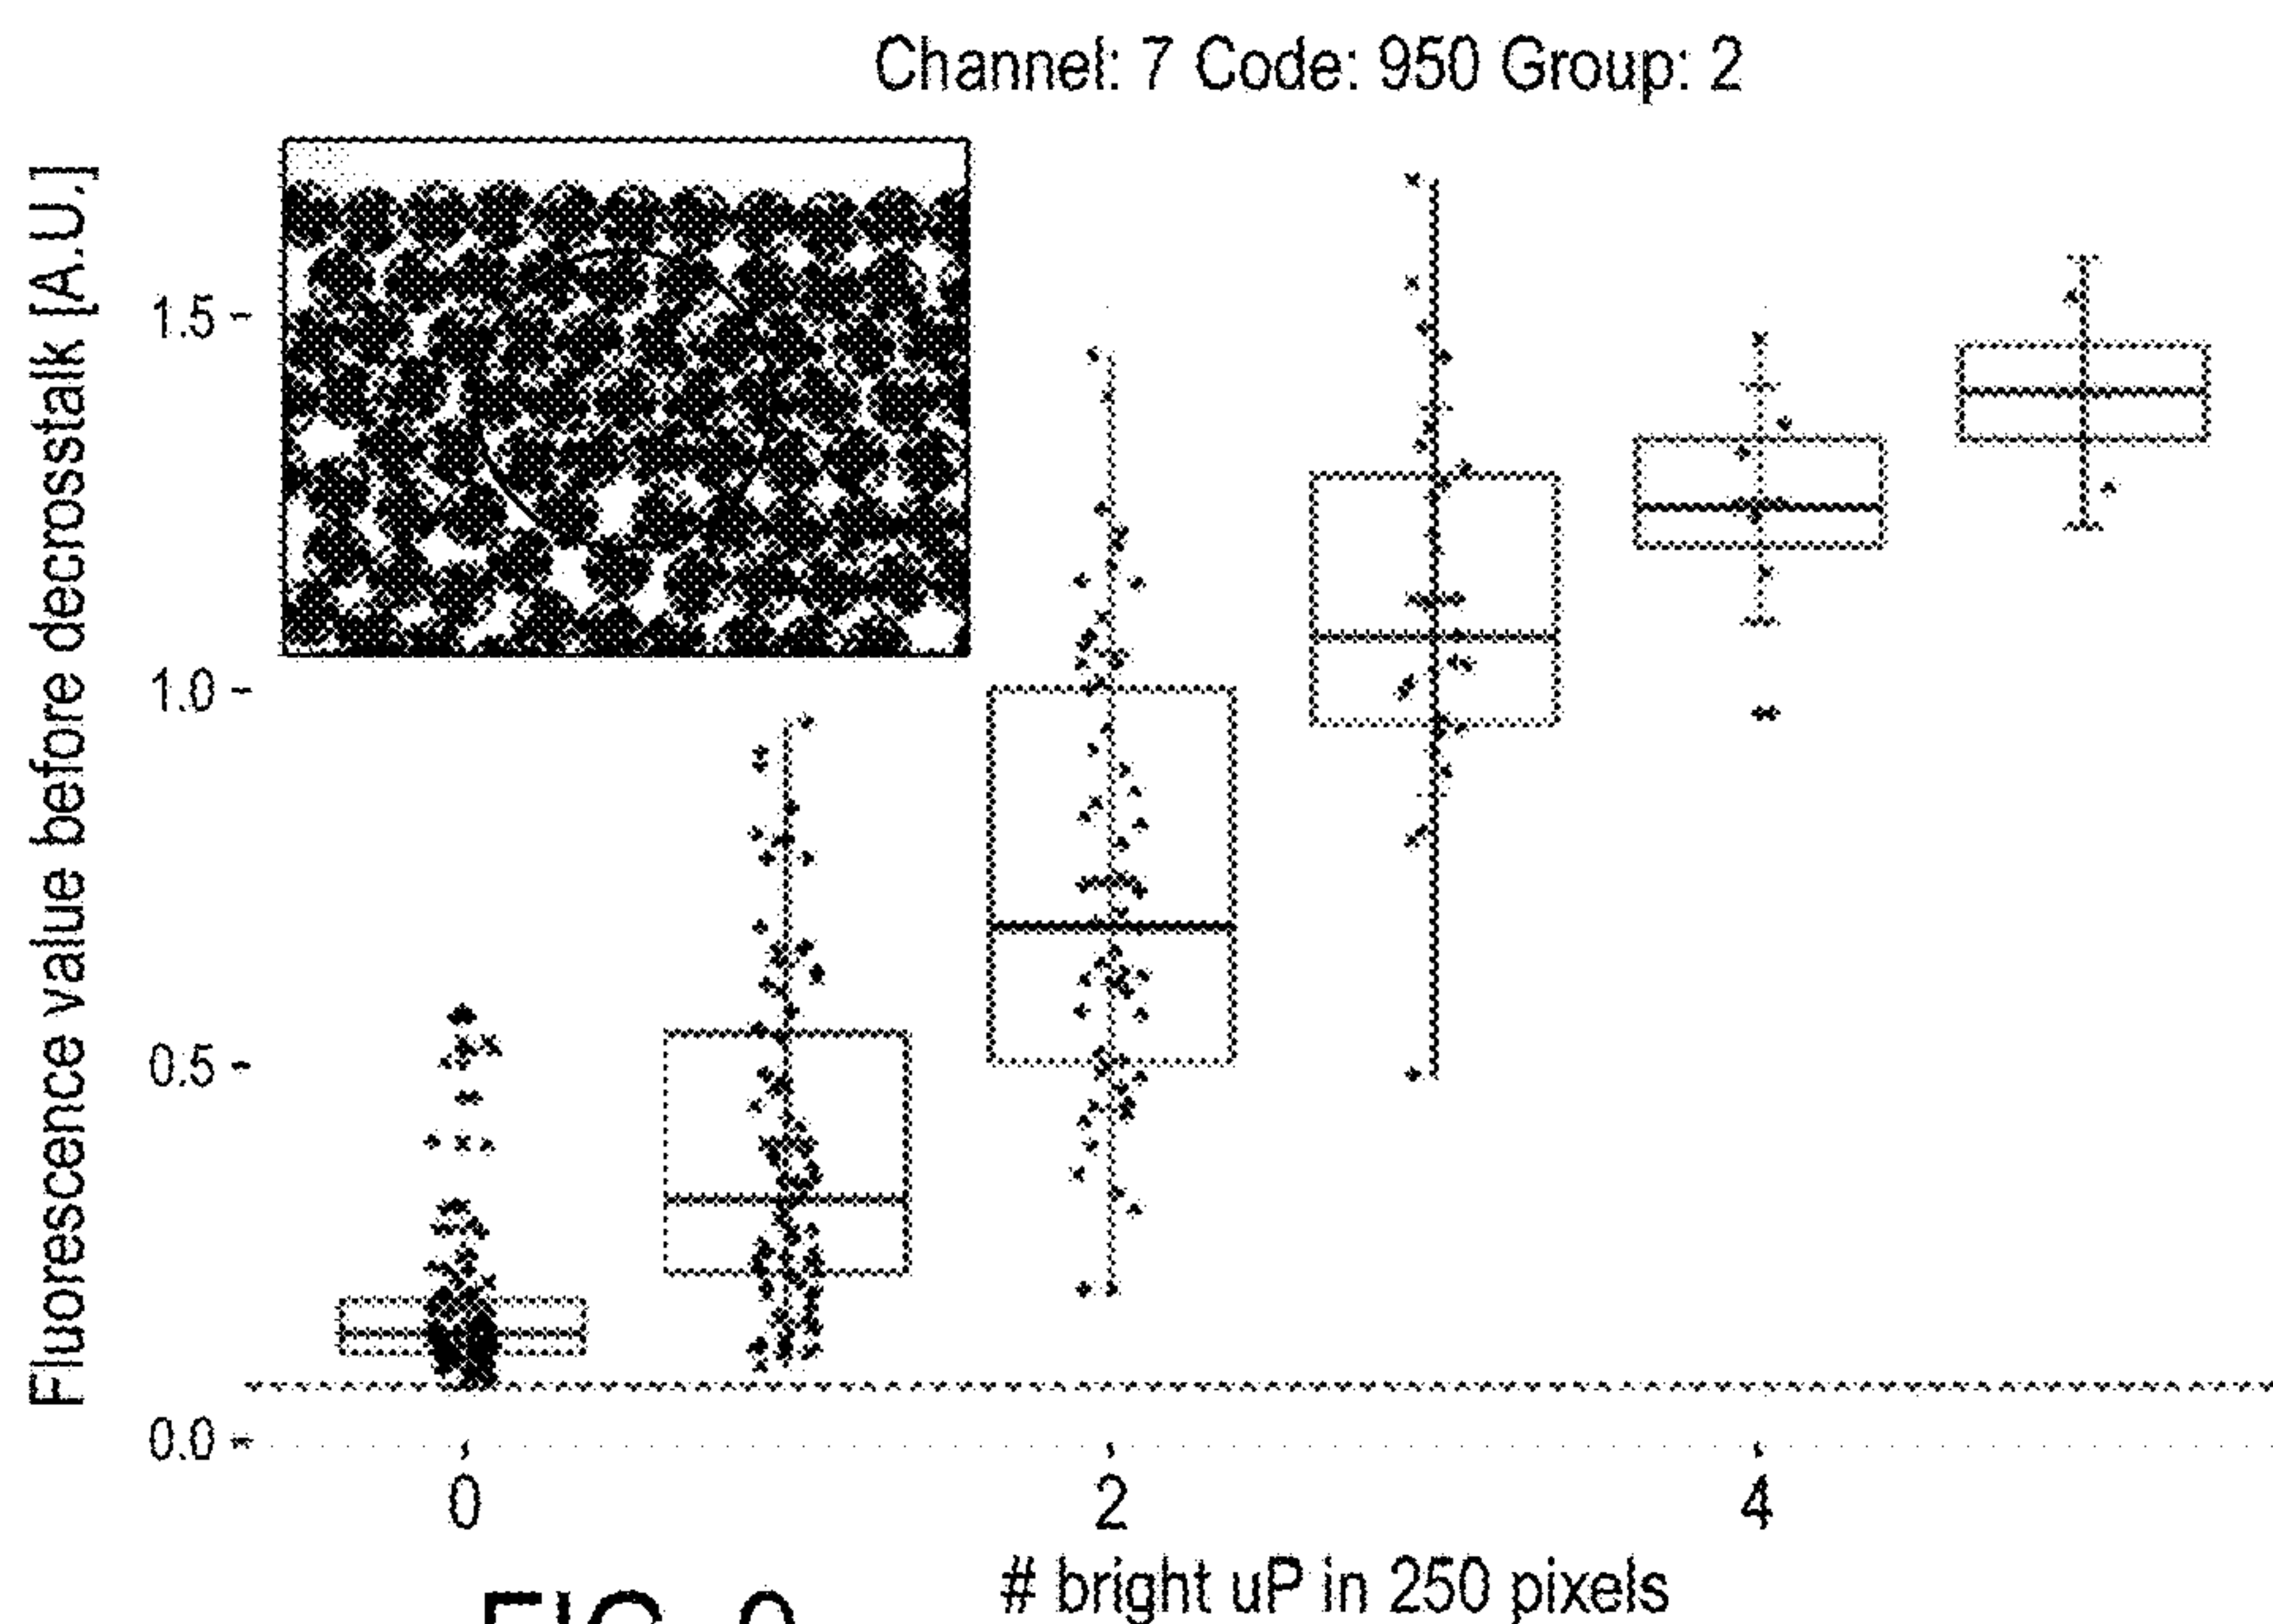 Channel: 7 Code: 950 Group: 2
Fluorescence value before decrosstalk [A.U.]
1.5
1.0
0.5
0.0
0
2
4
# bright uP in 250 pixels